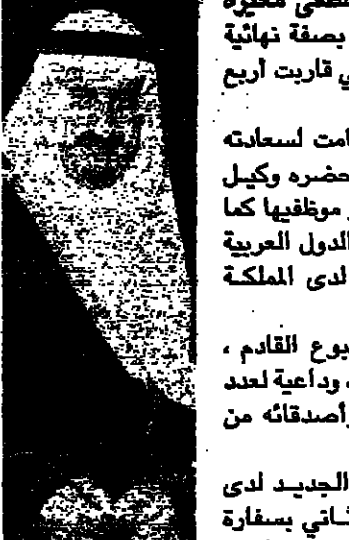 بصفة نهائية
ي قاربت أربع
امت لسعادته
حضره وكيل
موظفيها كما
الدول العربية
لدى المملكة
بوع القادم ،
وداعية لعدد
أصدقائه من
الجديد لدى
ثاني بسفارة